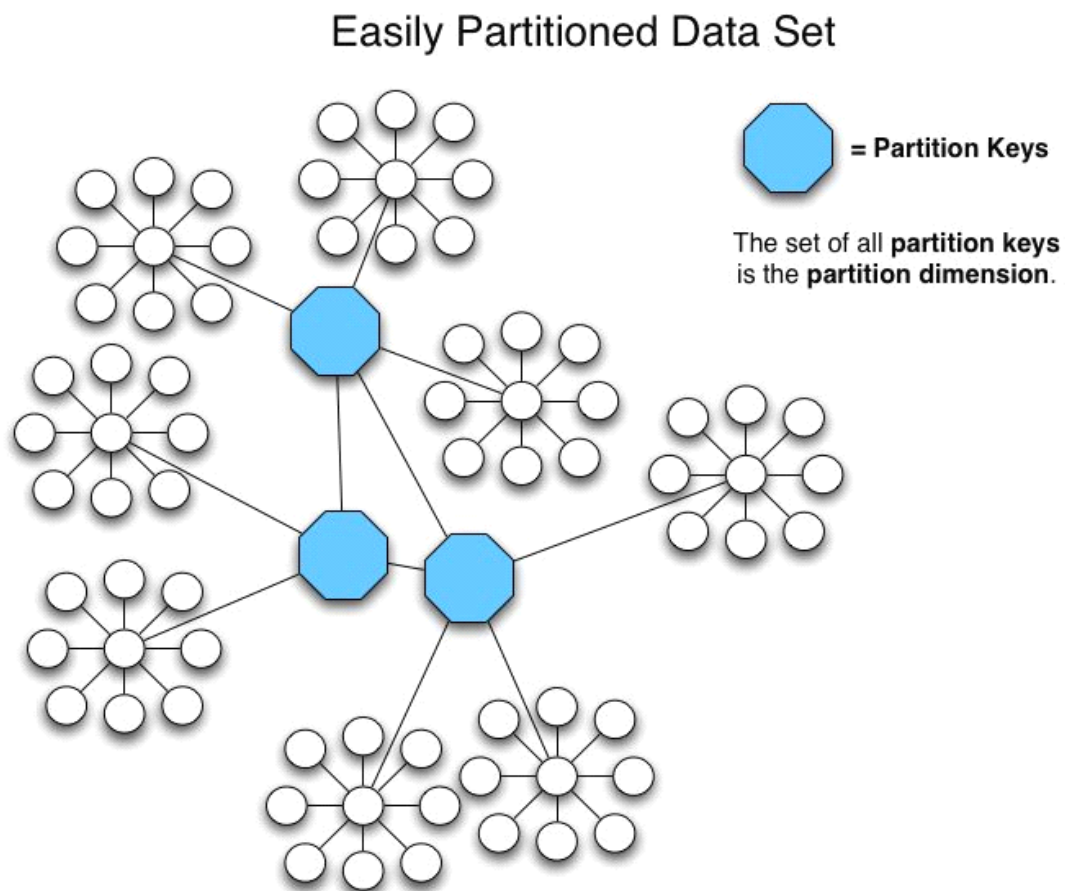 Easily Partitioned Data Set
= Partition Keys
The set of all partition keys
is the partition dimension.